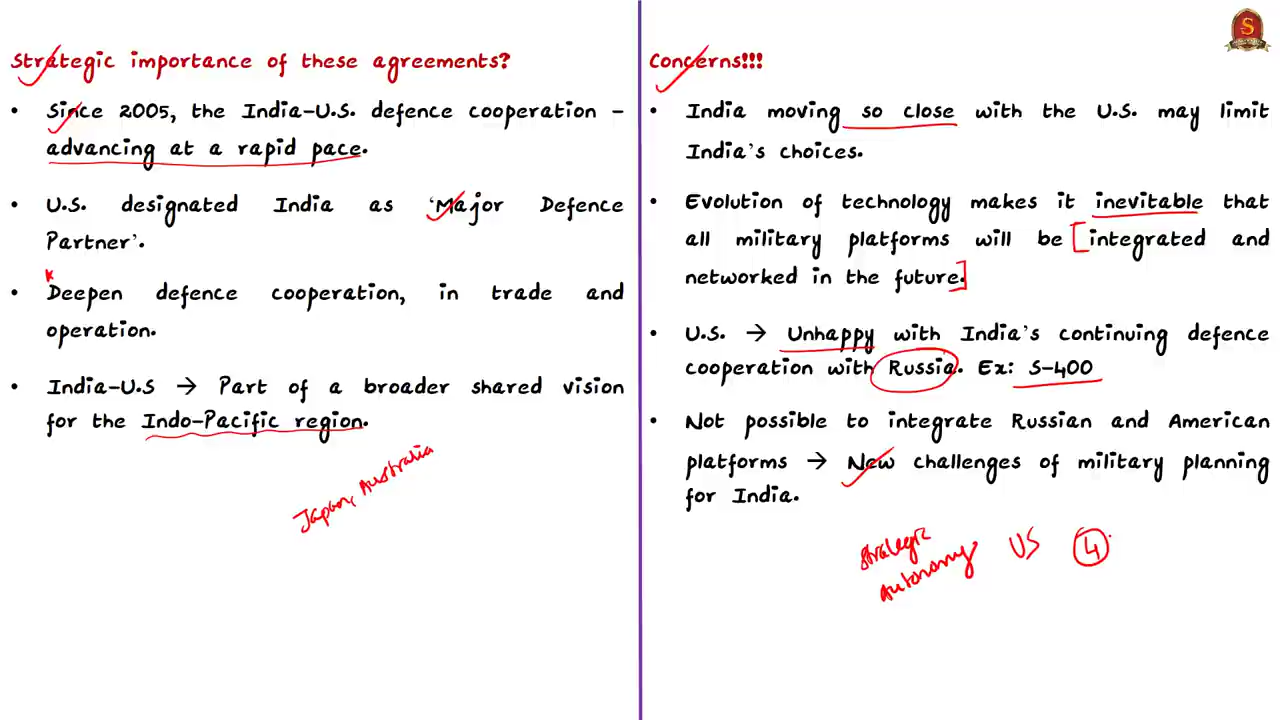 Strategic importance of these agreements?
• Since 2005, the India-U.S. defence cooperation –
advancing at a rapid pace.
• U.S. designated India as 'Major Defence
Partner'.
• Deepen defence cooperation, in trade and
operation.
• India-U.S → Part of a broader shared vision
for the Indo-Pacific region.
Japan, Australia
Concerns!!!
• India moving so close with the U.S. may limit
India's choices.
• Evolution of technology makes it inevitable that
all military platforms will be [integrated and
networked in the future.]
• U.S. → Unhappy with India's continuing defence
cooperation with Russia. Ex: S-400
• Not possible to integrate Russian and American
platforms → New challenges of military planning
for India.
Strategic
Autonomy US 4
S